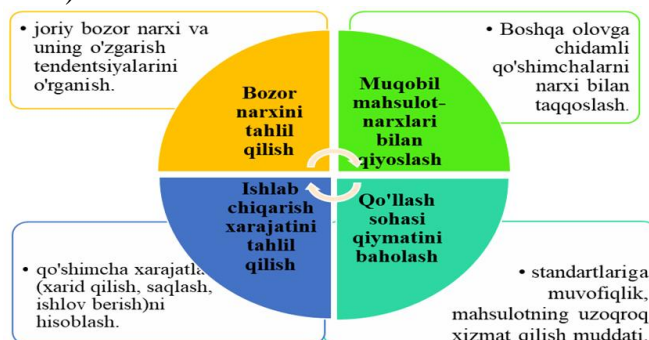 • joriy bozor narxi va
uning o'zgarish
tendentsiyalarini
o'rganish.
Bozor
narxini
tahlil
qilish
Muqobil
mahsulot-
narxlari
bilan
qiyoslash
• Boshqa olovga
chidamli
qo'shimchalarni
narxi bilan
taqqoslash.
• qo'shimcha
(xarid qilish, saqlash,
ishlov berish)ni
hisoblash.
Ishlab
chiqarish
xarajatini
tahlil
qilish
Qo'llash
sohasi
qiymatini
baholash
• standartlariga
muvofiqlik,
mahsulotning uzoqroq
xizmat qilish muddati.